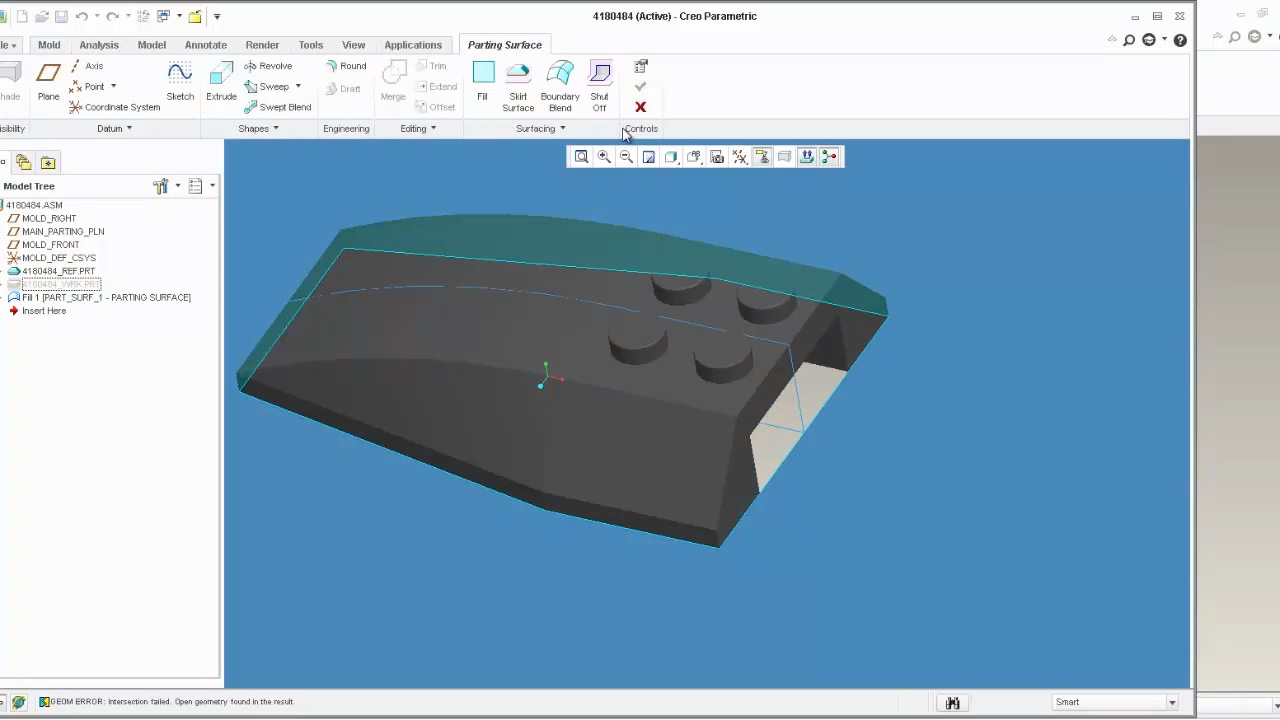 4180484 (Active) - Creo Parametric
Mold Analysis Model Annotate Render Tools View Applications Parting Surface
Plane
Axis
Point
Coordinate System
Sketch
Extrude
Revolve
Sweep
Swept Blend
Round
Draft
Merge
Trim
Extend
Offset
Fill
Skirt Surface
Boundary Blend
Shut Off
Datum Shapes Engineering Editing Surfacing Controls
Model Tree
4180484.ASM
MOLD_RIGHT
MAIN_PARTING_PLN
MOLD_FRONT
MOLD_DEF_CSYS
4180484_REF.PRT
4180484_WRK.PRT
Fill 1 [PART_SURF_1 - PARTING SURFACE]
Insert Here
GEOM ERROR: Intersection failed. Open geometry found in the result.
Smart